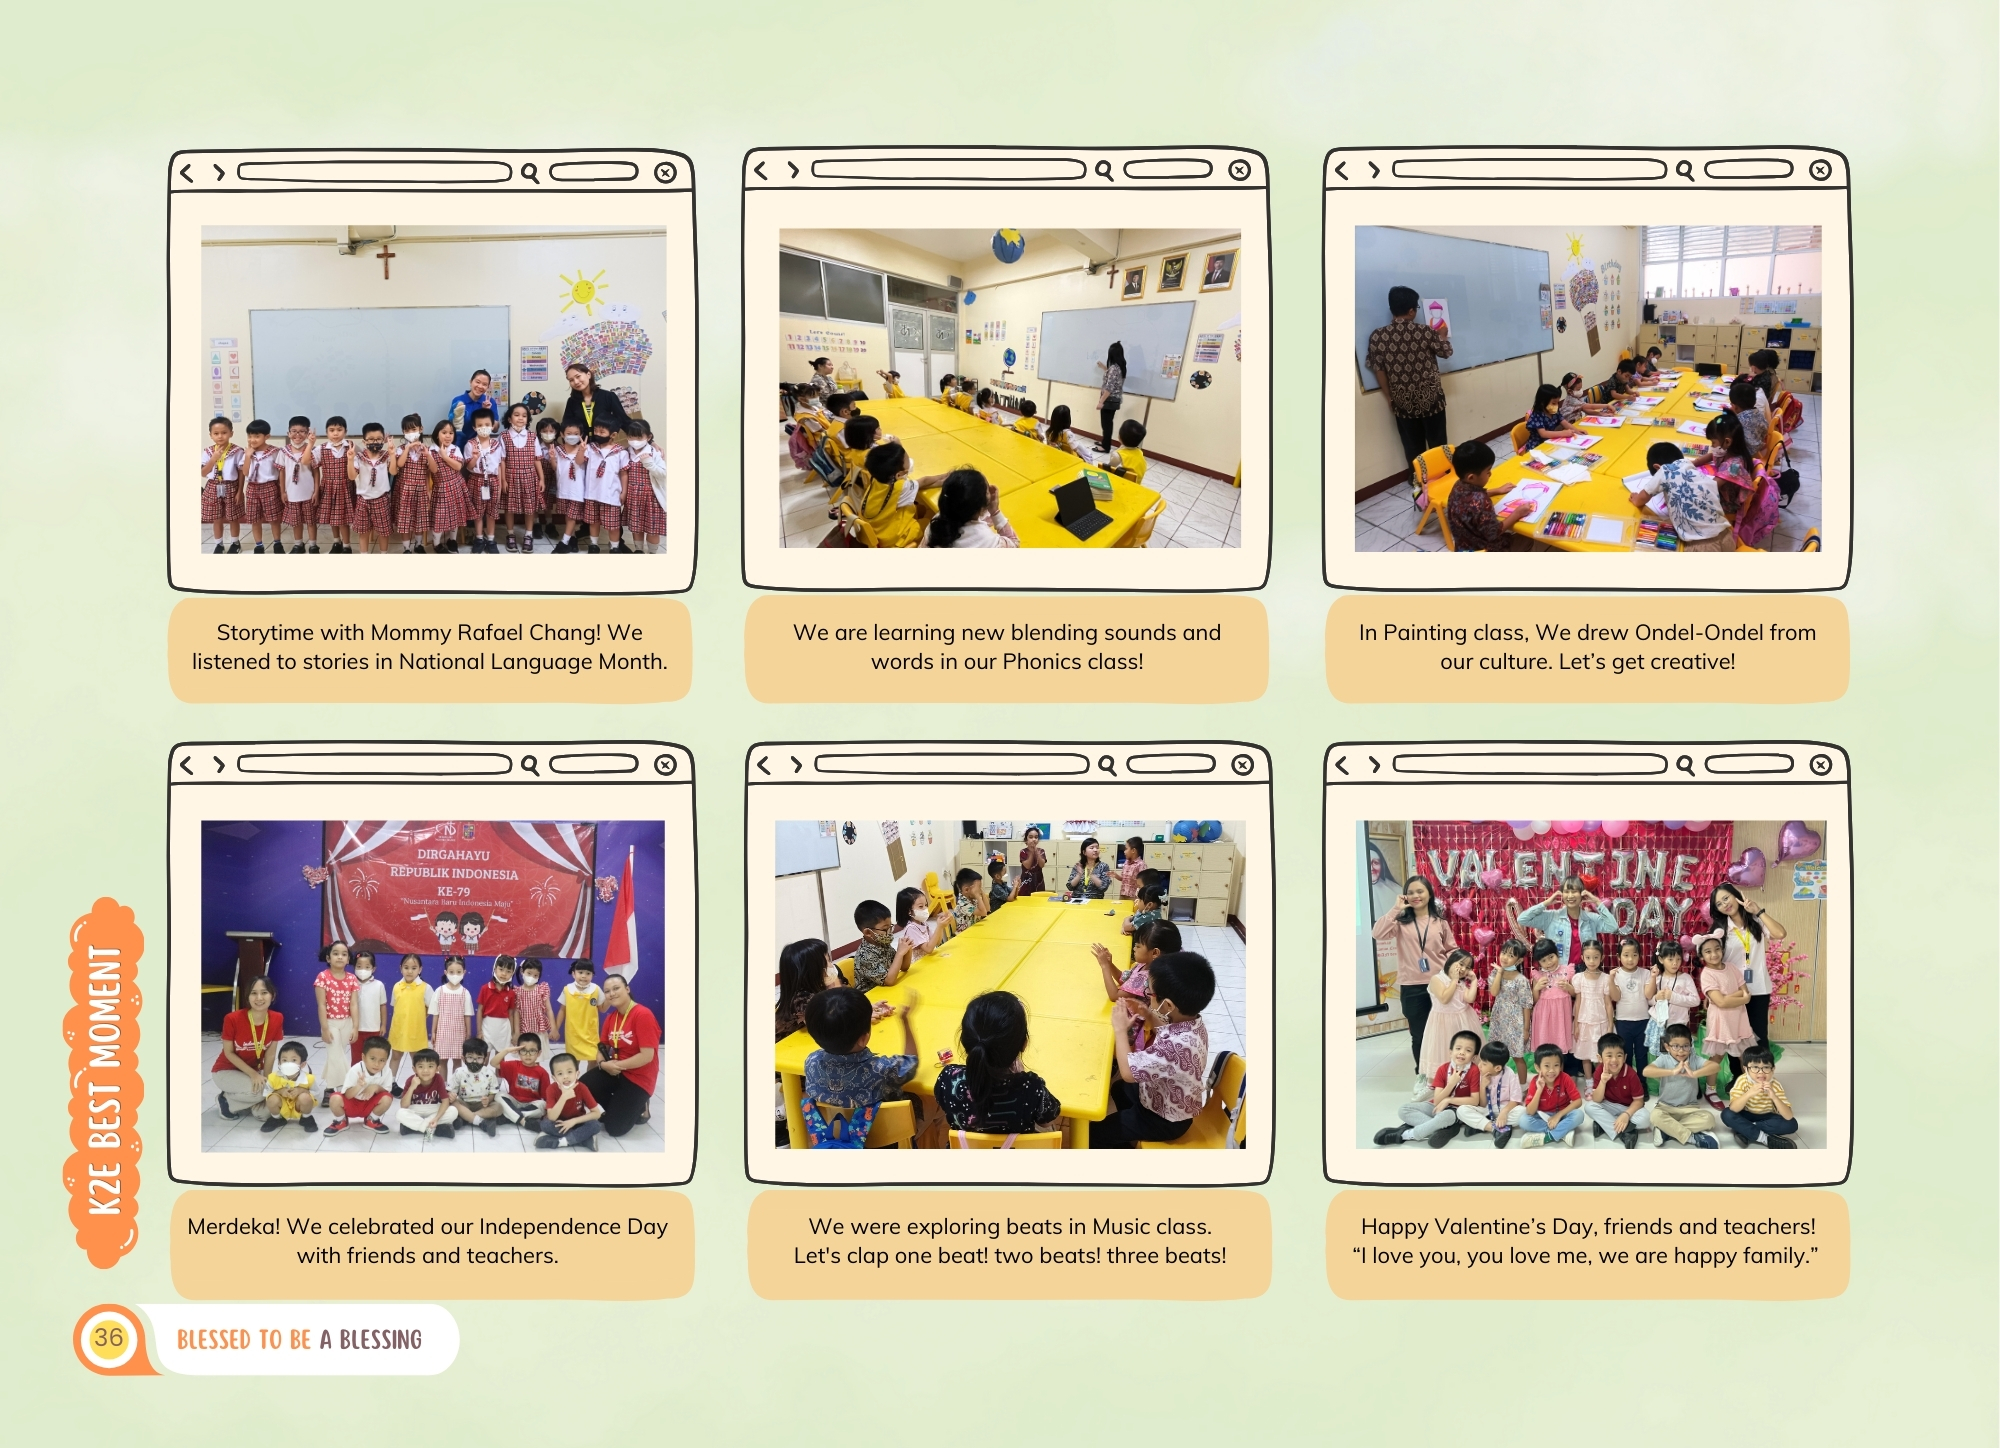 Storytime with Mommy Rafael Chang! We
listened to stories in National Language Month.
We are learning new blending sounds and
words in our Phonics class!
In Painting class, We drew Ondel-Ondel from
our culture. Let's get creative!
DIRGAHAYU
REPUBLIK INDONESIA
KE-79
"Nusantara Baru Indonesia Maju"
VALENTINE
DAY
Merdeka! We celebrated our Independence Day
with friends and teachers.
We were exploring beats in Music class.
Let's clap one beat! two beats! three beats!
Happy Valentine's Day, friends and teachers!
“I love you, you love me, we are happy family.”
K2E BEST MOMENT
36
BLESSED TO BE A BLESSING